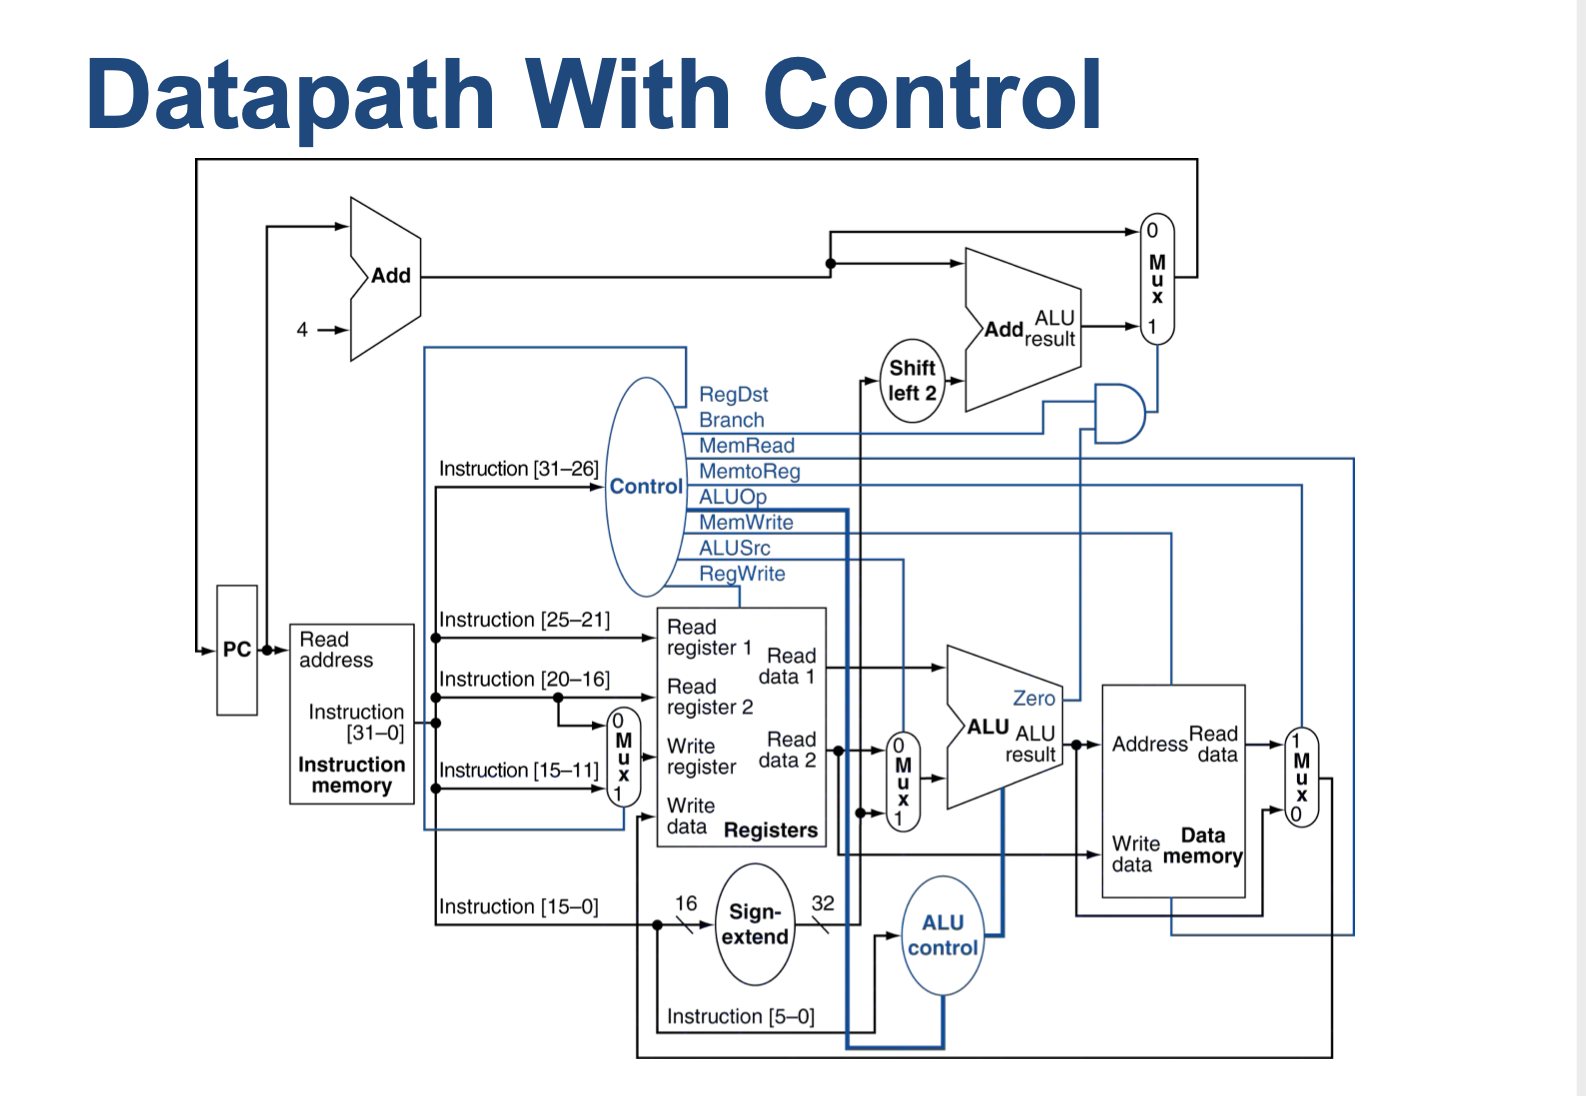 Datapath With Control
Add
4
Add
ALU
result
0
M
u
x
1
Shift
left 2
RegDst
Branch
MemRead
MemtoReg
ALUOp
MemWrite
ALUSrc
RegWrite
Control
Instruction [31–26]
Instruction [25–21]
Instruction [20–16]
Instruction [15–11]
Instruction [15–0]
Instruction [5–0]
PC
Read
address
Instruction
[31–0]
Instruction
memory
0
M
u
x
1
Read
register 1
Read
register 2
Write
register
Write
data
Read
data 1
Read
data 2
Registers
0
M
u
x
1
Zero
ALU
ALU
result
Address
Read
data
Write
data
Data
memory
1
M
u
x
0
16
Sign-
extend
32
ALU
control